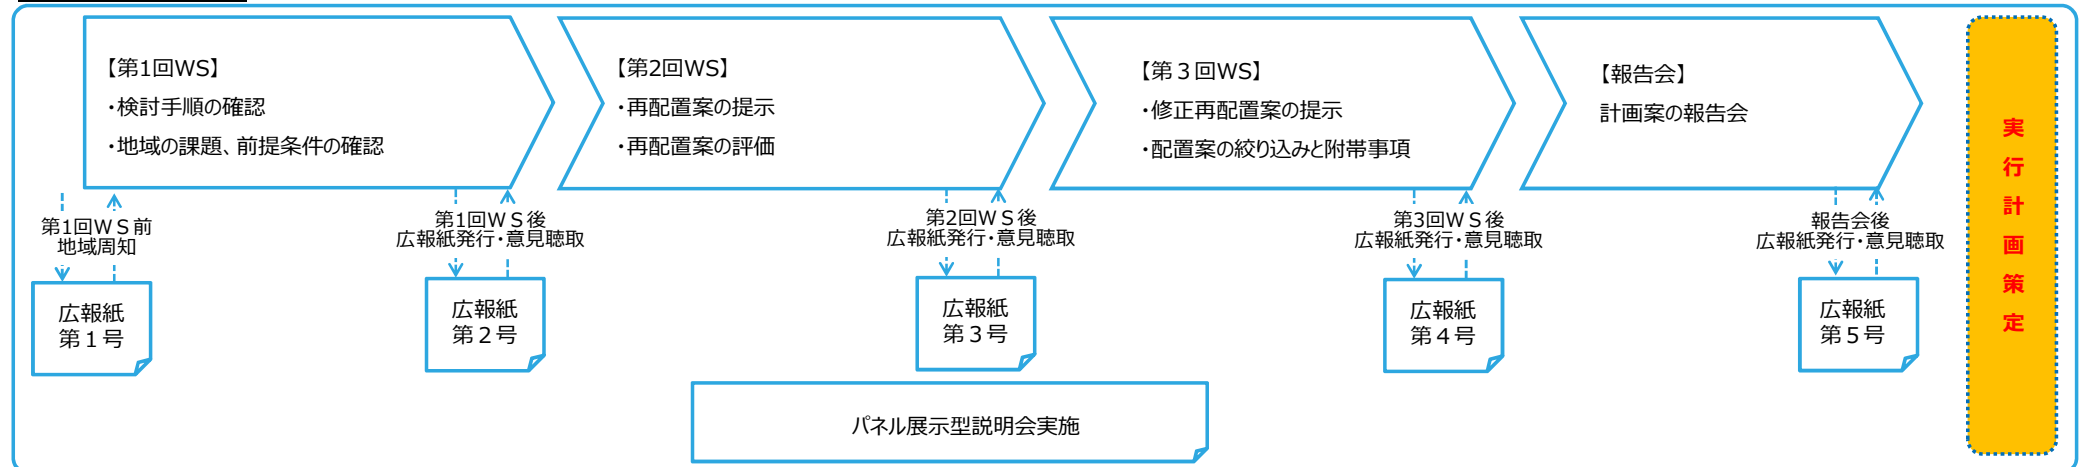 【第1回WS】
・検討手順の確認
・地域の課題、前提条件の確認
【第2回WS】
・再配置案の提示
・再配置案の評価
【第３回WS】
・修正再配置案の提示
・配置案の絞り込みと附帯事項
【報告会】
計画案の報告会
実行計画策定
第1回ＷＳ前
地域周知
第1回ＷＳ後
広報紙発行・意見聴取
第2回ＷＳ後
広報紙発行・意見聴取
第3回ＷＳ後
広報紙発行・意見聴取
報告会後
広報紙発行・意見聴取
広報紙
第１号
広報紙
第２号
広報紙
第３号
広報紙
第４号
広報紙
第５号
パネル展示型説明会実施